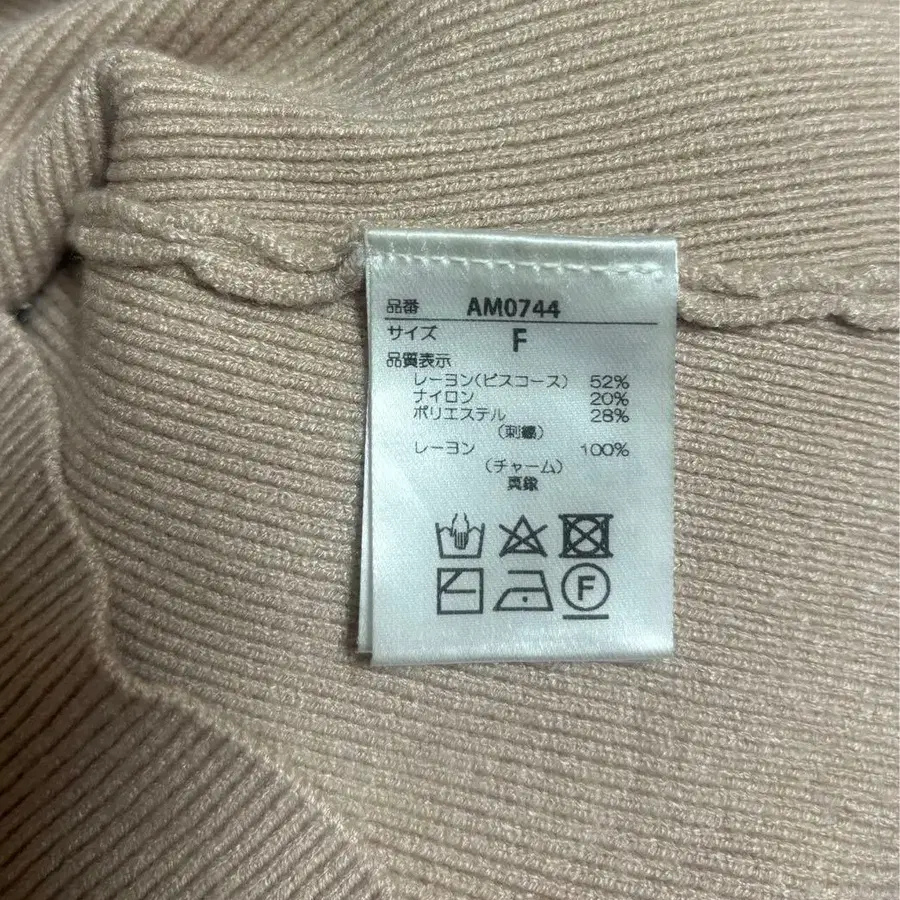 品番 AM0744
サイズ F
品質表示
レーヨン(ビスコース) 52%
ナイロン 20%
ポリエステル 28%
(刺繍)
レーヨン 100%
(チャーム)
真鍮
F